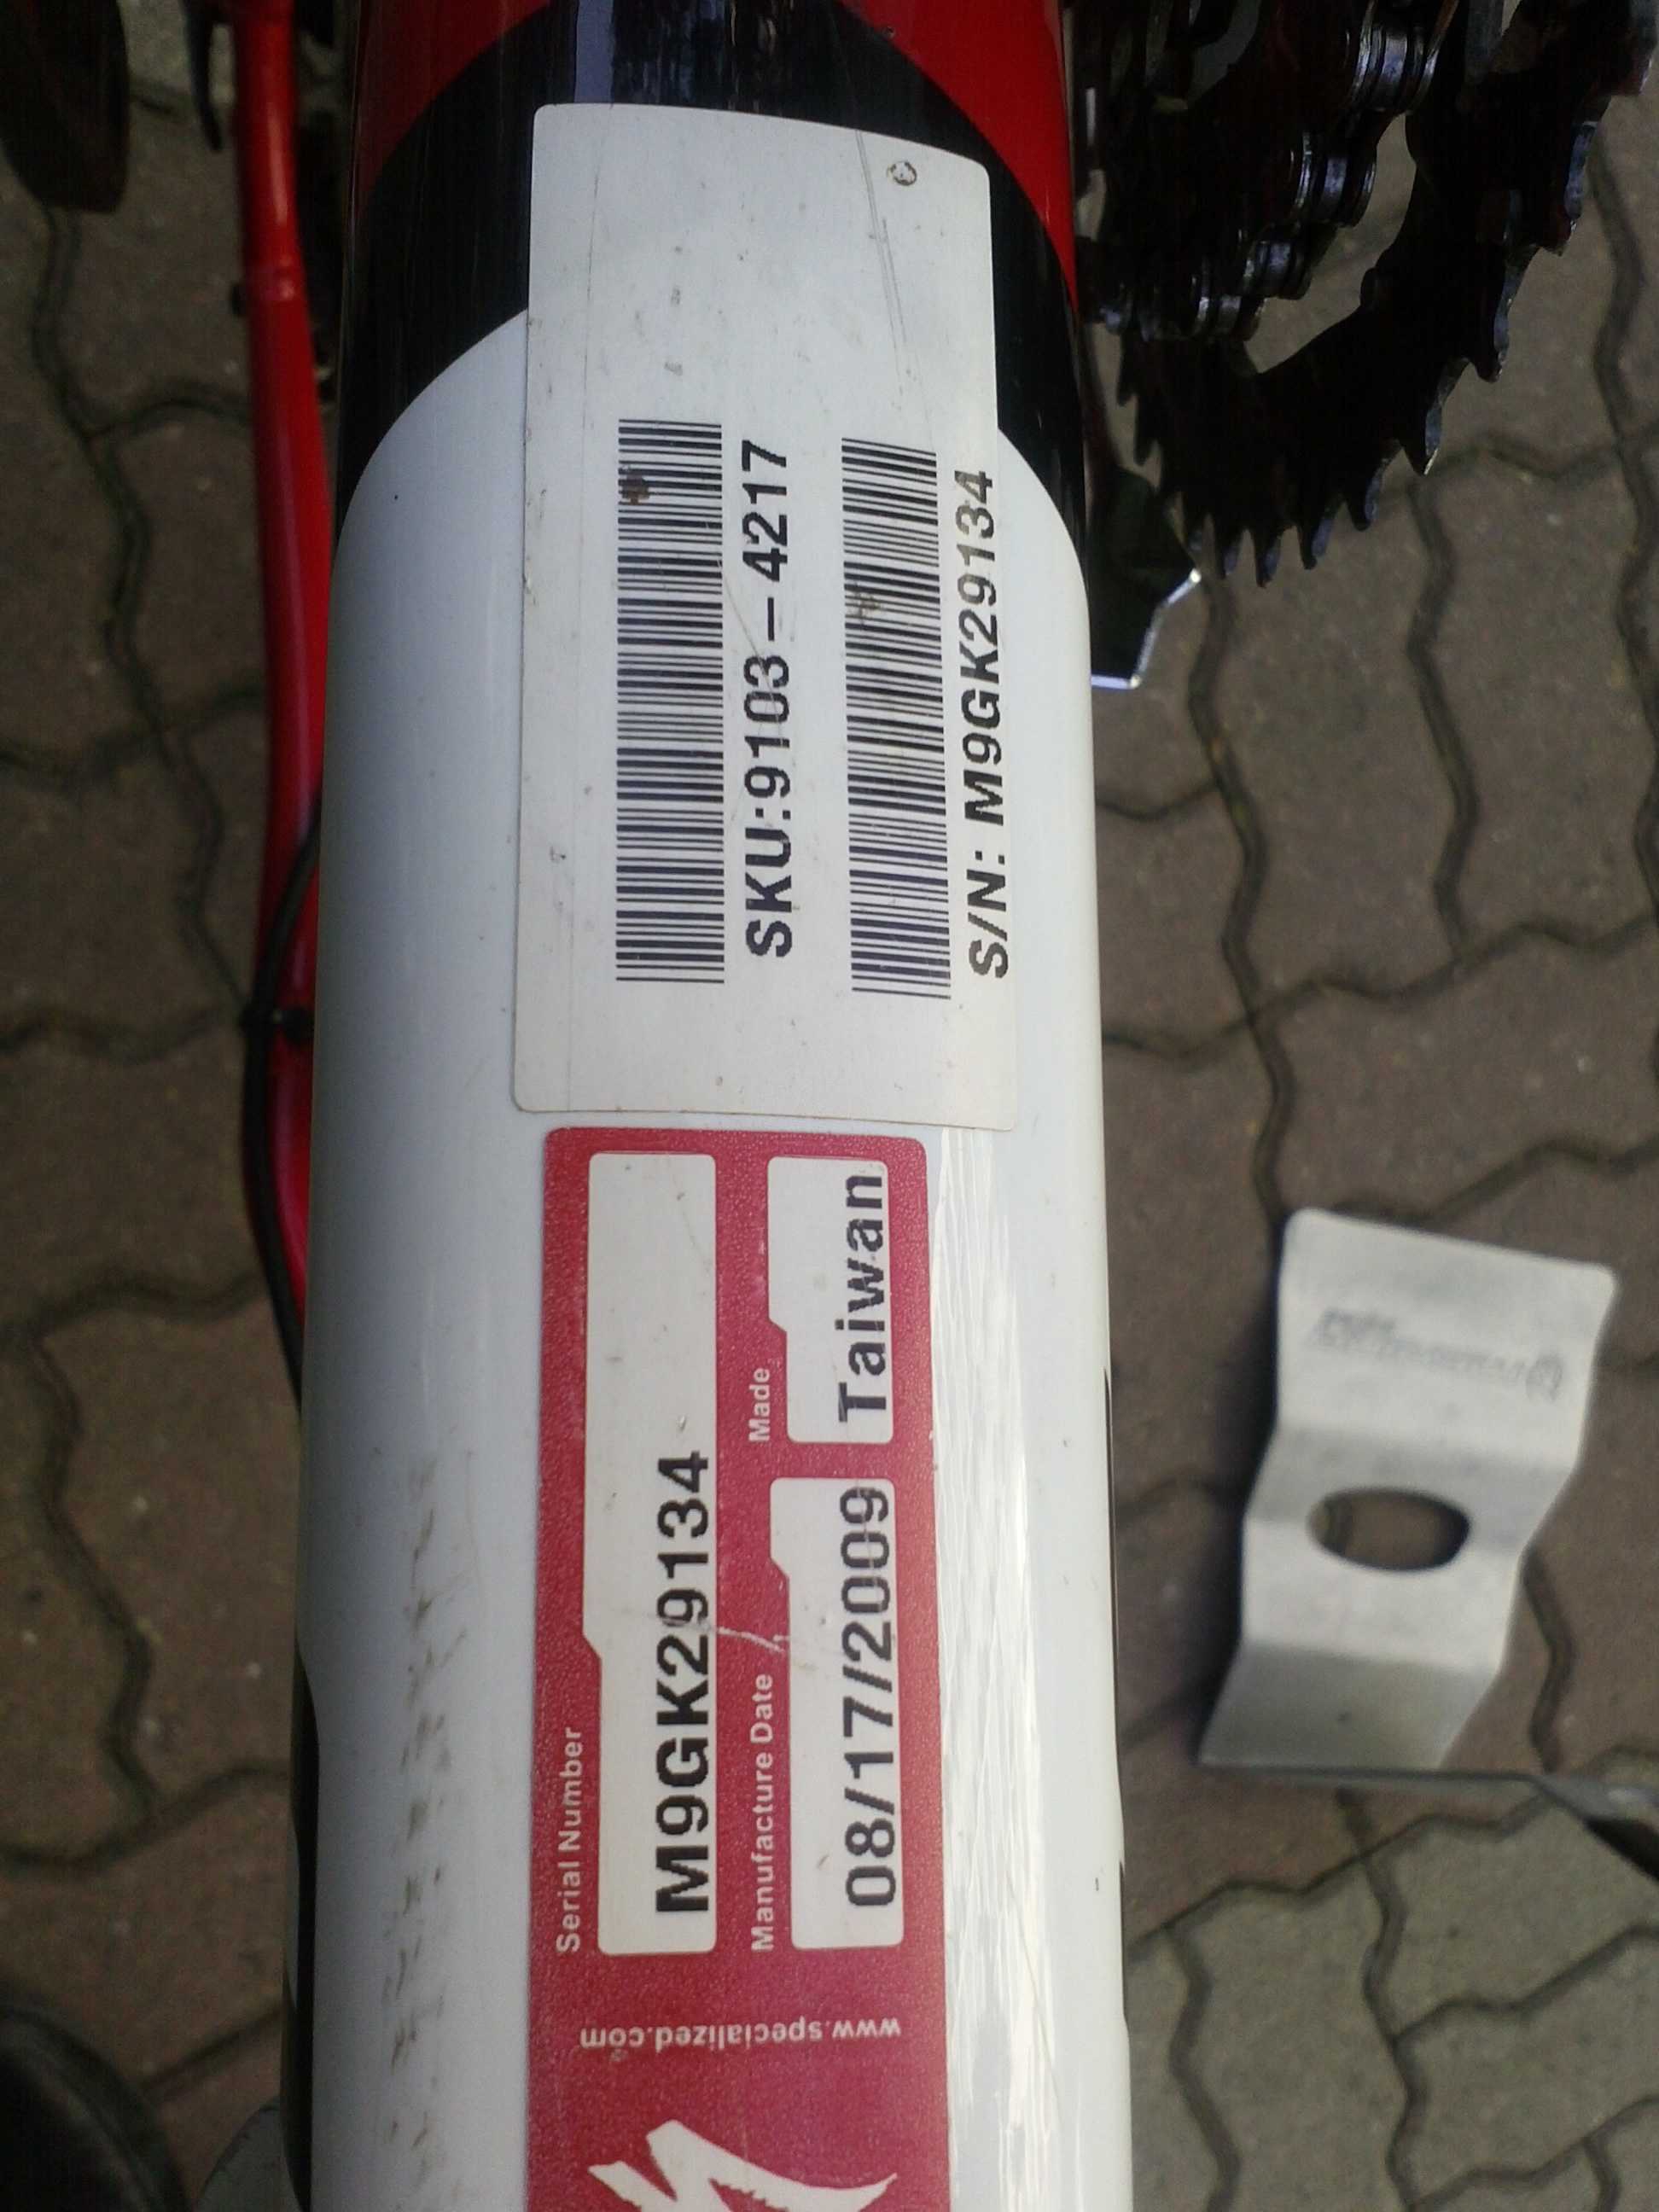 SKU:9103-4217
S/N: M9GK29134
Serial Number
M9GK29134
Manufacture Date
Made
08/17/2009
Taiwan
www.specialized.com